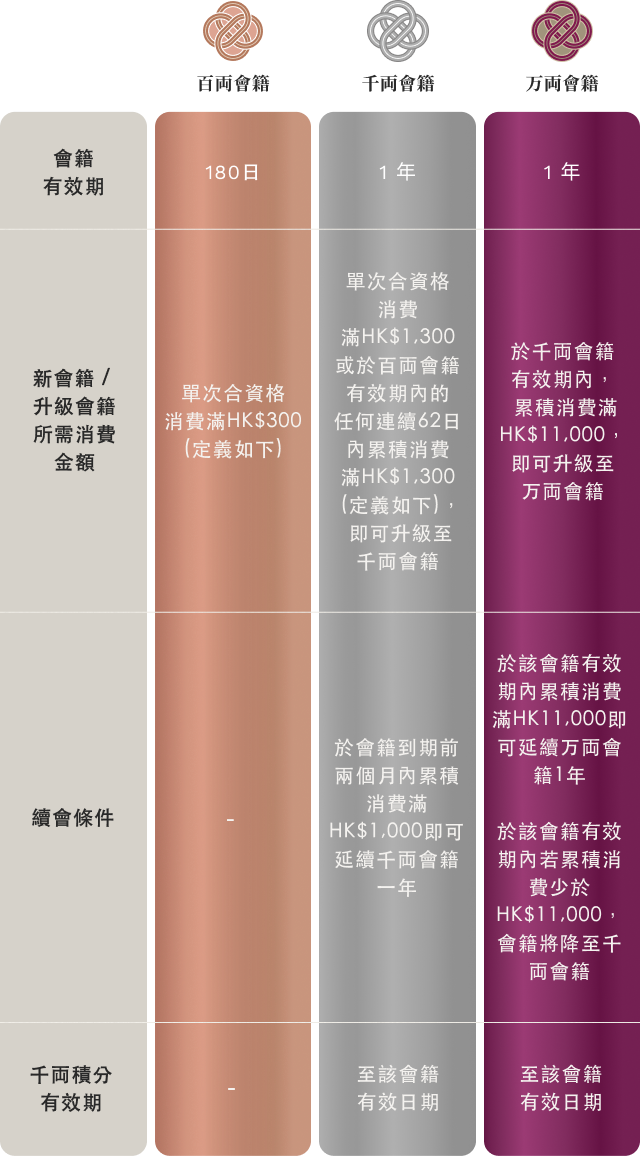 百両會籍
千両會籍
万両會籍
會籍
有效期
180日
1 年
1 年
新會籍 /
升級會籍
所需消費
金額
單次合資格
消費滿HK$300
(定義如下)
單次合資格
消費
滿HK$1,300
或於百両會籍
有效期內的
任何連續62日
內累積消費
滿HK$1,300
(定義如下)，
即可升級至
千両會籍
於千両會籍
有效期內，
累積消費滿
HK$11,000，
即可升級至
万両會籍
續會條件
-
於會籍到期前
兩個月內累積
消費滿
HK$1,000即可
延續千両會籍
一年
於該會籍有效
期內累積消費
滿HK11,000即
可延續万両會
籍1年
於該會籍有效
期內若累積消
費少於
HK$11,000，
會籍將降至千
両會籍
千両積分
有效期
-
至該會籍
有效日期
至該會籍
有效日期